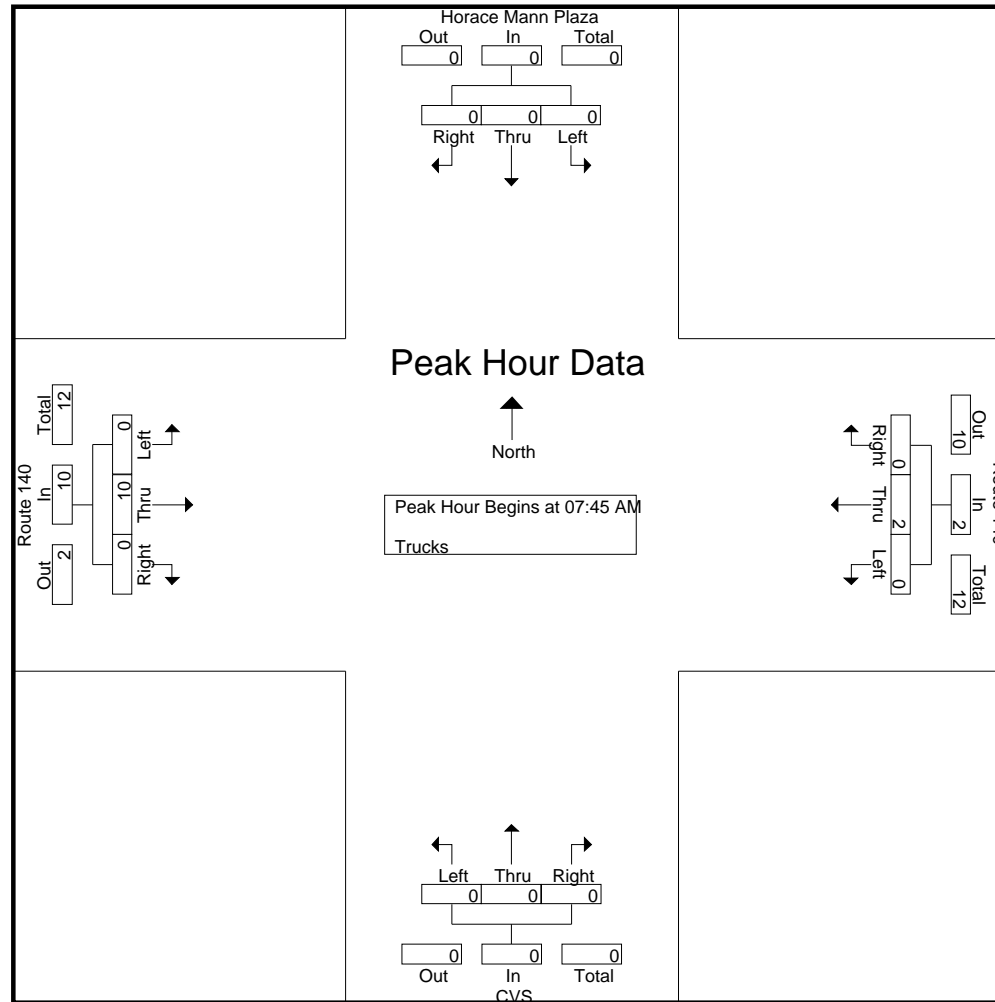 Horace Mann Plaza
Out In Total
0 0 0
0 0 0
Right Thru Left
Peak Hour Data
North
Peak Hour Begins at 07:45 AM
Trucks
Route 140
Out In Total
2 10 12
0 10 0
Right Thru Left
Out In Total
10 2 12
0 2 0
Right Thru Left
Left Thru Right
0 0 0
0 0 0
Out In Total
CVS